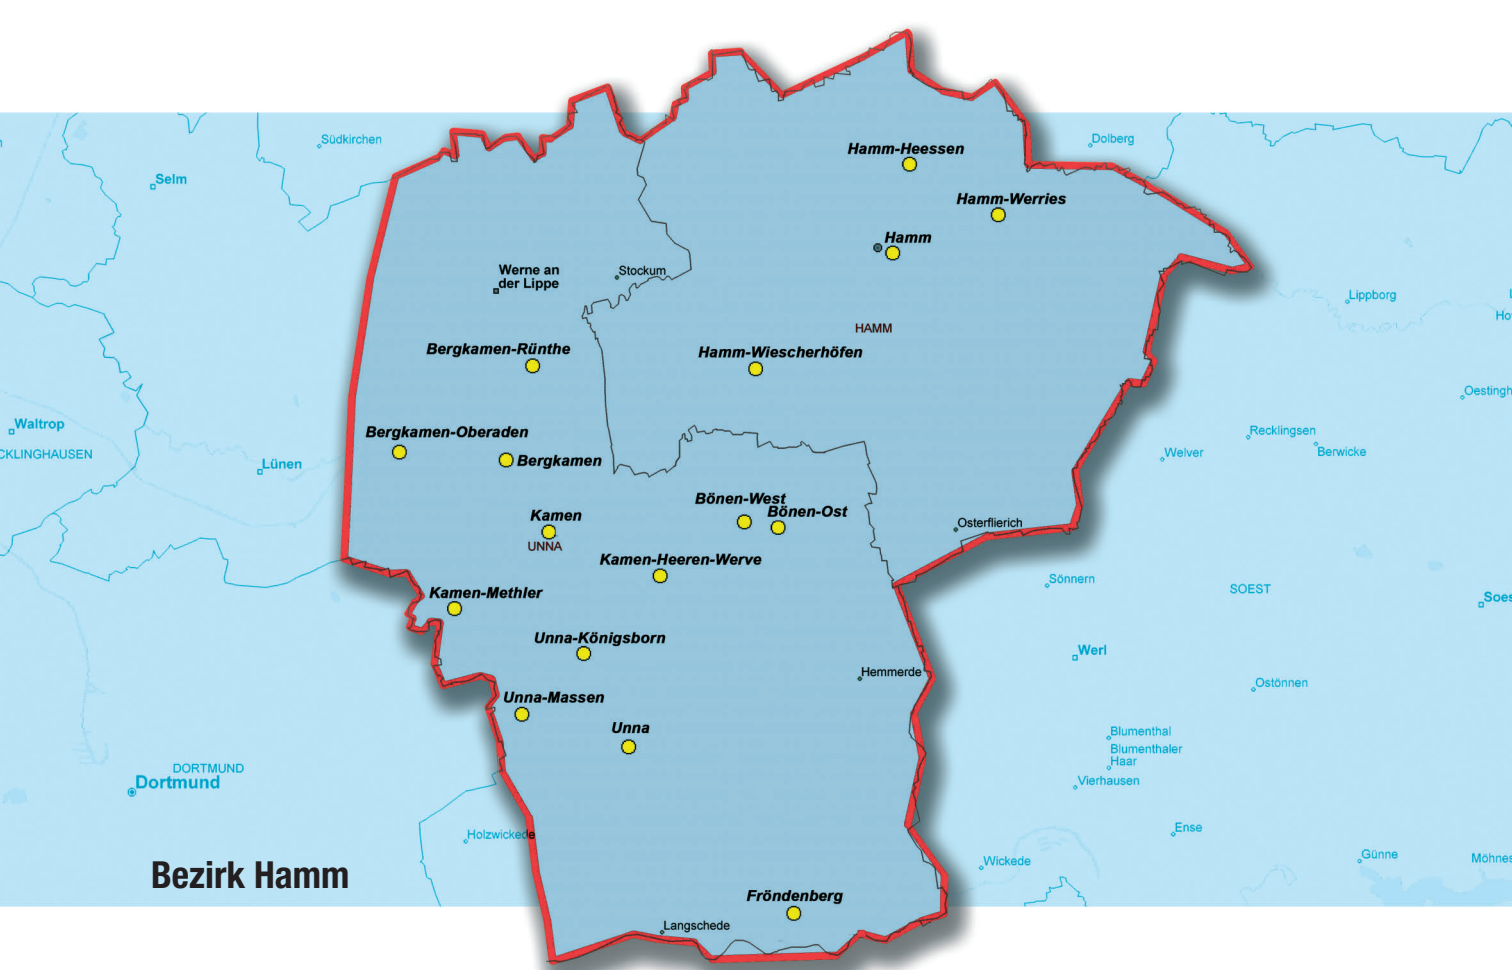 Südkirchen
Dolberg
Hamm-Heessen
Selm
Hamm-Werries
Hamm
Werne an
der Lippe
Stockum
Lippborg
HAMM
Bergkamen-Rünthe
Hamm-Wiescherhöfen
Oestingh
Waltrop
Bergkamen-Oberaden
Recklingsen
CKLINGHAUSEN
Lünen
Bergkamen
Welver
Berwicke
Bönen-West
Bönen-Ost
Kamen
Osterflierich
UNNA
Kamen-Heeren-Werve
Sönnern
SOEST
Soes
Kamen-Methler
Unna-Königsborn
Werl
Hemmerde
Ostönnen
Unna-Massen
Unna
Blumenthal
Blumenthaler
Haar
DORTMUND
Dortmund
Vierhausen
Holzwickede
Ense
Bezirk Hamm
Wickede
Günne
Möhnes
Fröndenberg
Langschede